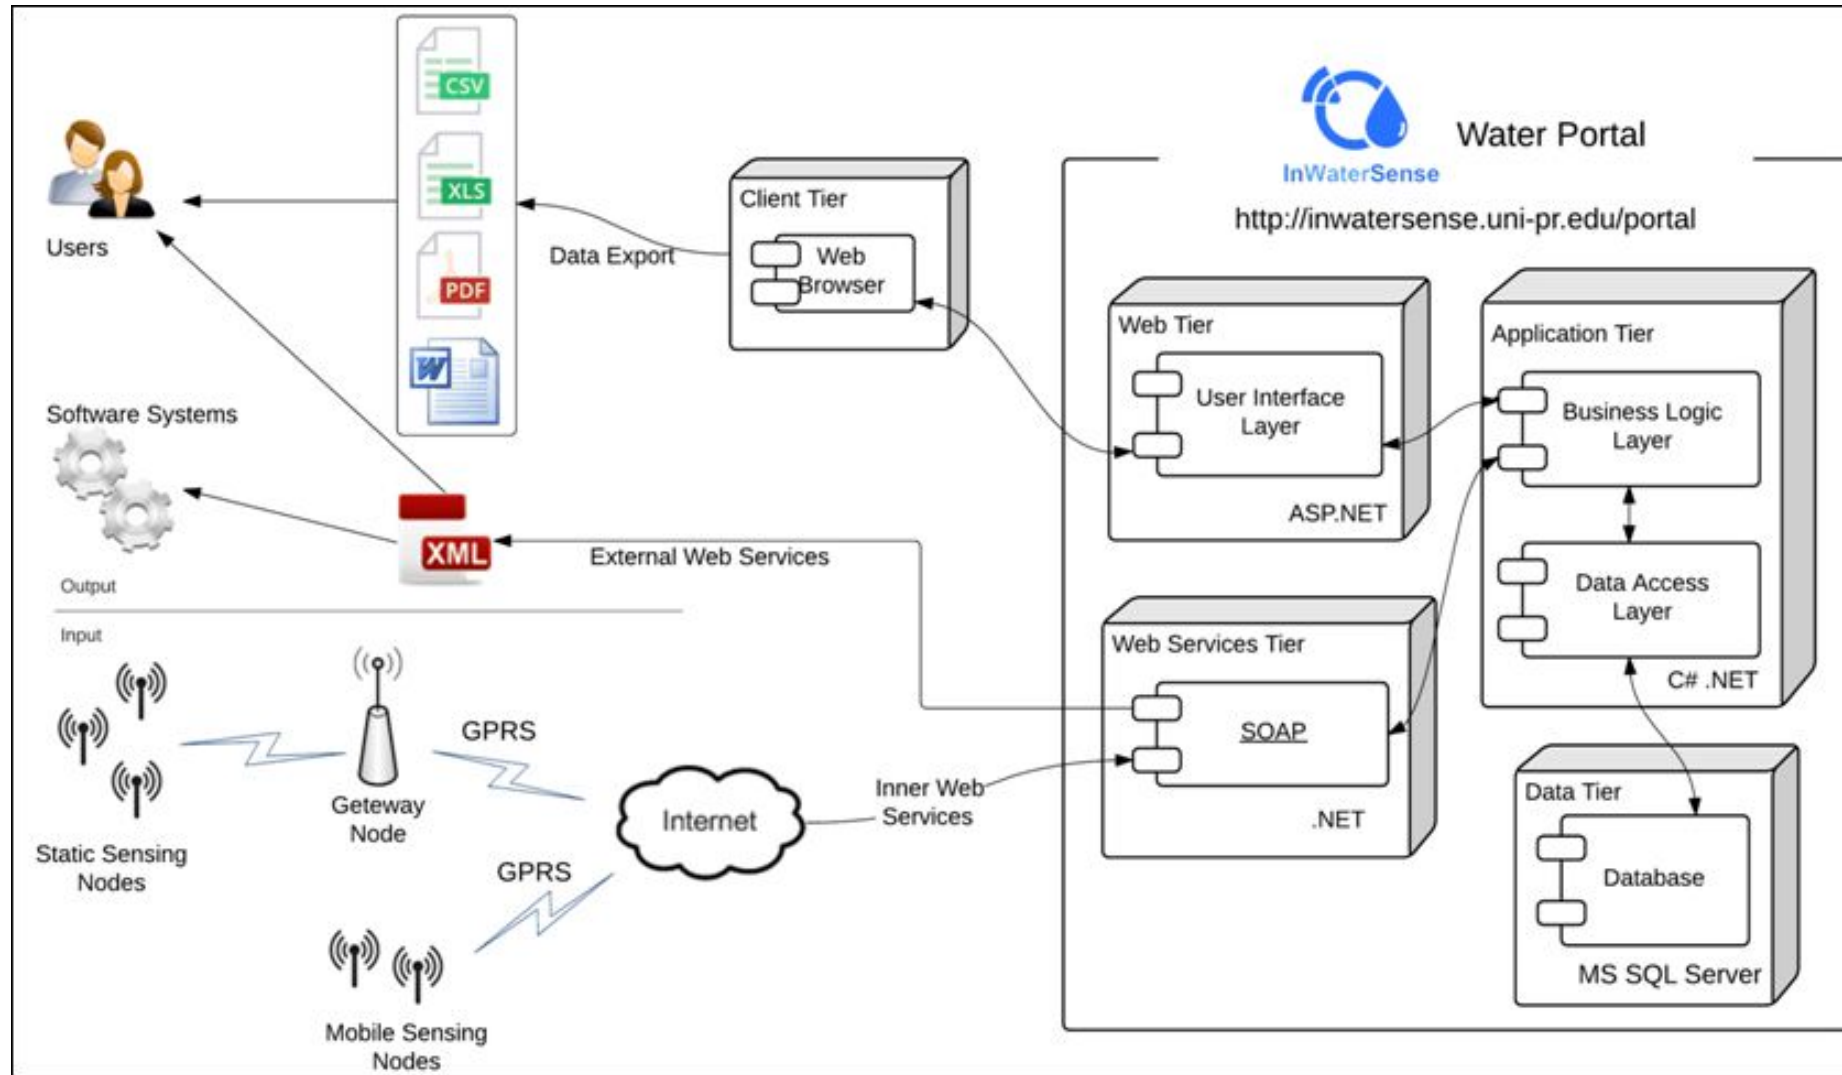 CSV
XLS
PDF
W
Users
Data Export
Client Tier
Web
Browser
InWaterSense
Water Portal
http://inwatersense.uni-pr.edu/portal
Web Tier
User Interface
Layer
ASP.NET
Application Tier
Business Logic
Layer
Data Access
Layer
C# .NET
Software Systems
XML
External Web Services
Output
Input
Web Services Tier
SOAP
.NET
GPRS
Geteway
Node
Static Sensing
Nodes
Internet
Inner Web
Services
GPRS
Mobile Sensing
Nodes
Data Tier
Database
MS SQL Server